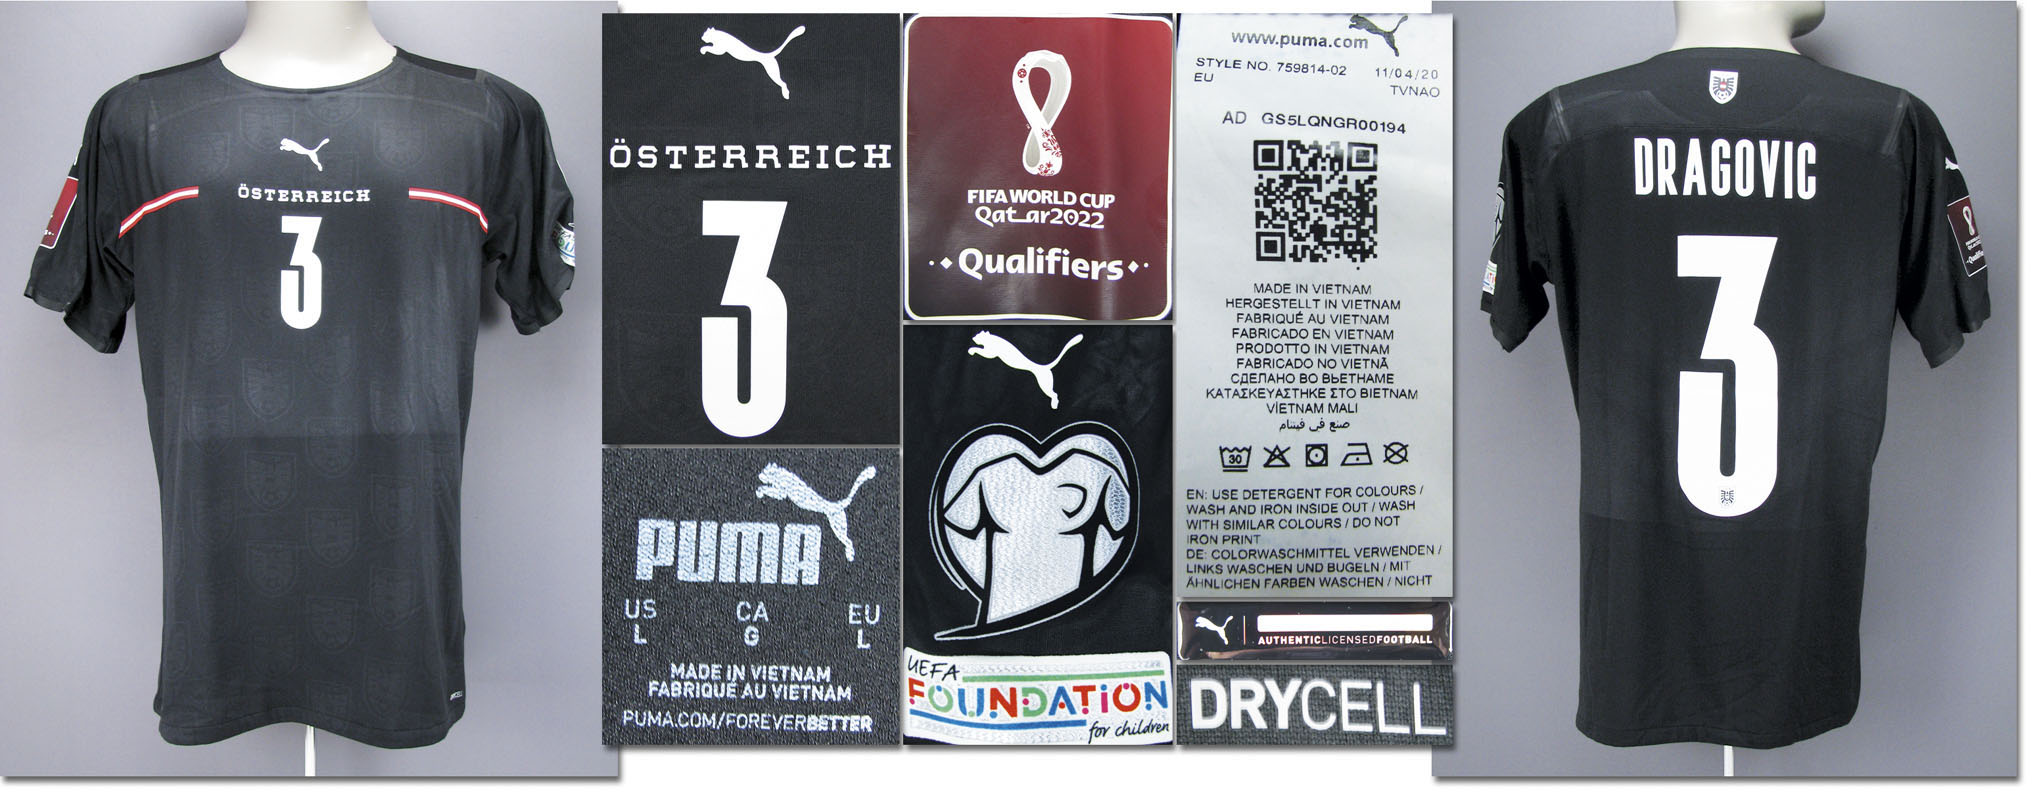 ÖSTERREICH
3
ÖSTERREICH
3
PUMA
US CA EU
L G L
MADE IN VIETNAM
FABRIQUÉ AU VIETNAM
PUMA.COM/FOREVERBETTER
FIFA WORLD CUP
Qatar2022
Qualifiers
UEFA
FOUNDATION
for children
www.puma.com
STYLE NO. 759814-02 11/04/20
EU TVNAO
AD GS5LQNGR00194
MADE IN VIETNAM
HERGESTELLT IN VIETNAM
FABRIQUÉ AU VIETNAM
FABRICADO EN VIETNAM
PRODOTTO IN VIETNAM
FABRICADO NO VIETNÃ
СДЕЛАНО ВО ВЬЕТНАМЕ
ΚΑΤΑΣΚΕΥΑΣΤΗΚΕ ΣΤΟ ΒΙΕΤΝΑΜ
VİETNAM MALI
صنع في فيتنام
30
EN: USE DETERGENT FOR COLOURS /
WASH AND IRON INSIDE OUT / WASH
WITH SIMILAR COLOURS / DO NOT
IRON PRINT
DE: COLORWASCHMITTEL VERWENDEN /
LINKS WASCHEN UND BÜGELN / MIT
ÄHNLICHEN FARBEN WASCHEN / NICHT
AUTHENTICLICENSEDFOOTBALL
DRYCELL
DRAGOVIC
3